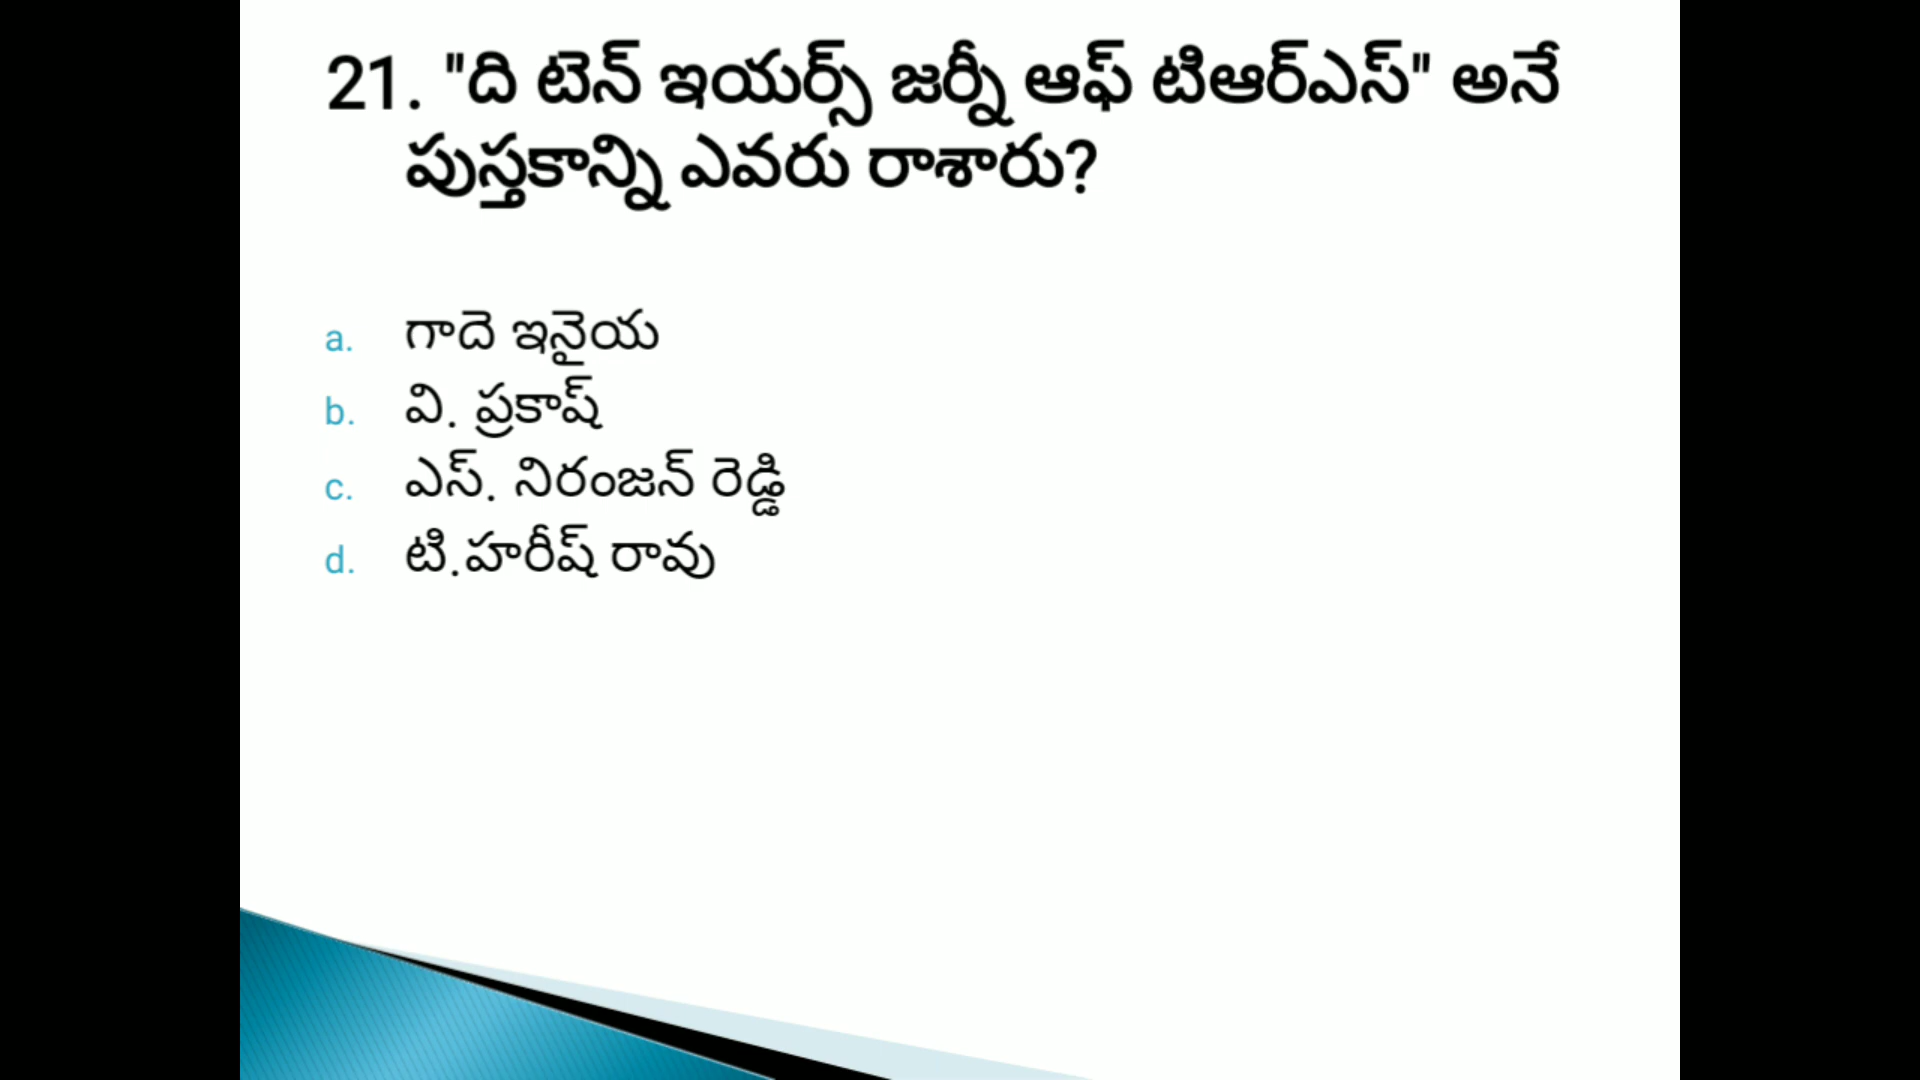 21. "ది టెన్ ఇయర్స్ జర్నీ ఆఫ్ టిఆర్ఎస్" అనే
పుస్తకాన్ని ఎవరు రాశారు?
a. గాదె ఇనైయ
b. వి. ప్రకాష్
c. ఎస్. నిరంజన్ రెడ్డి
d. టి.హరీష్ రావు